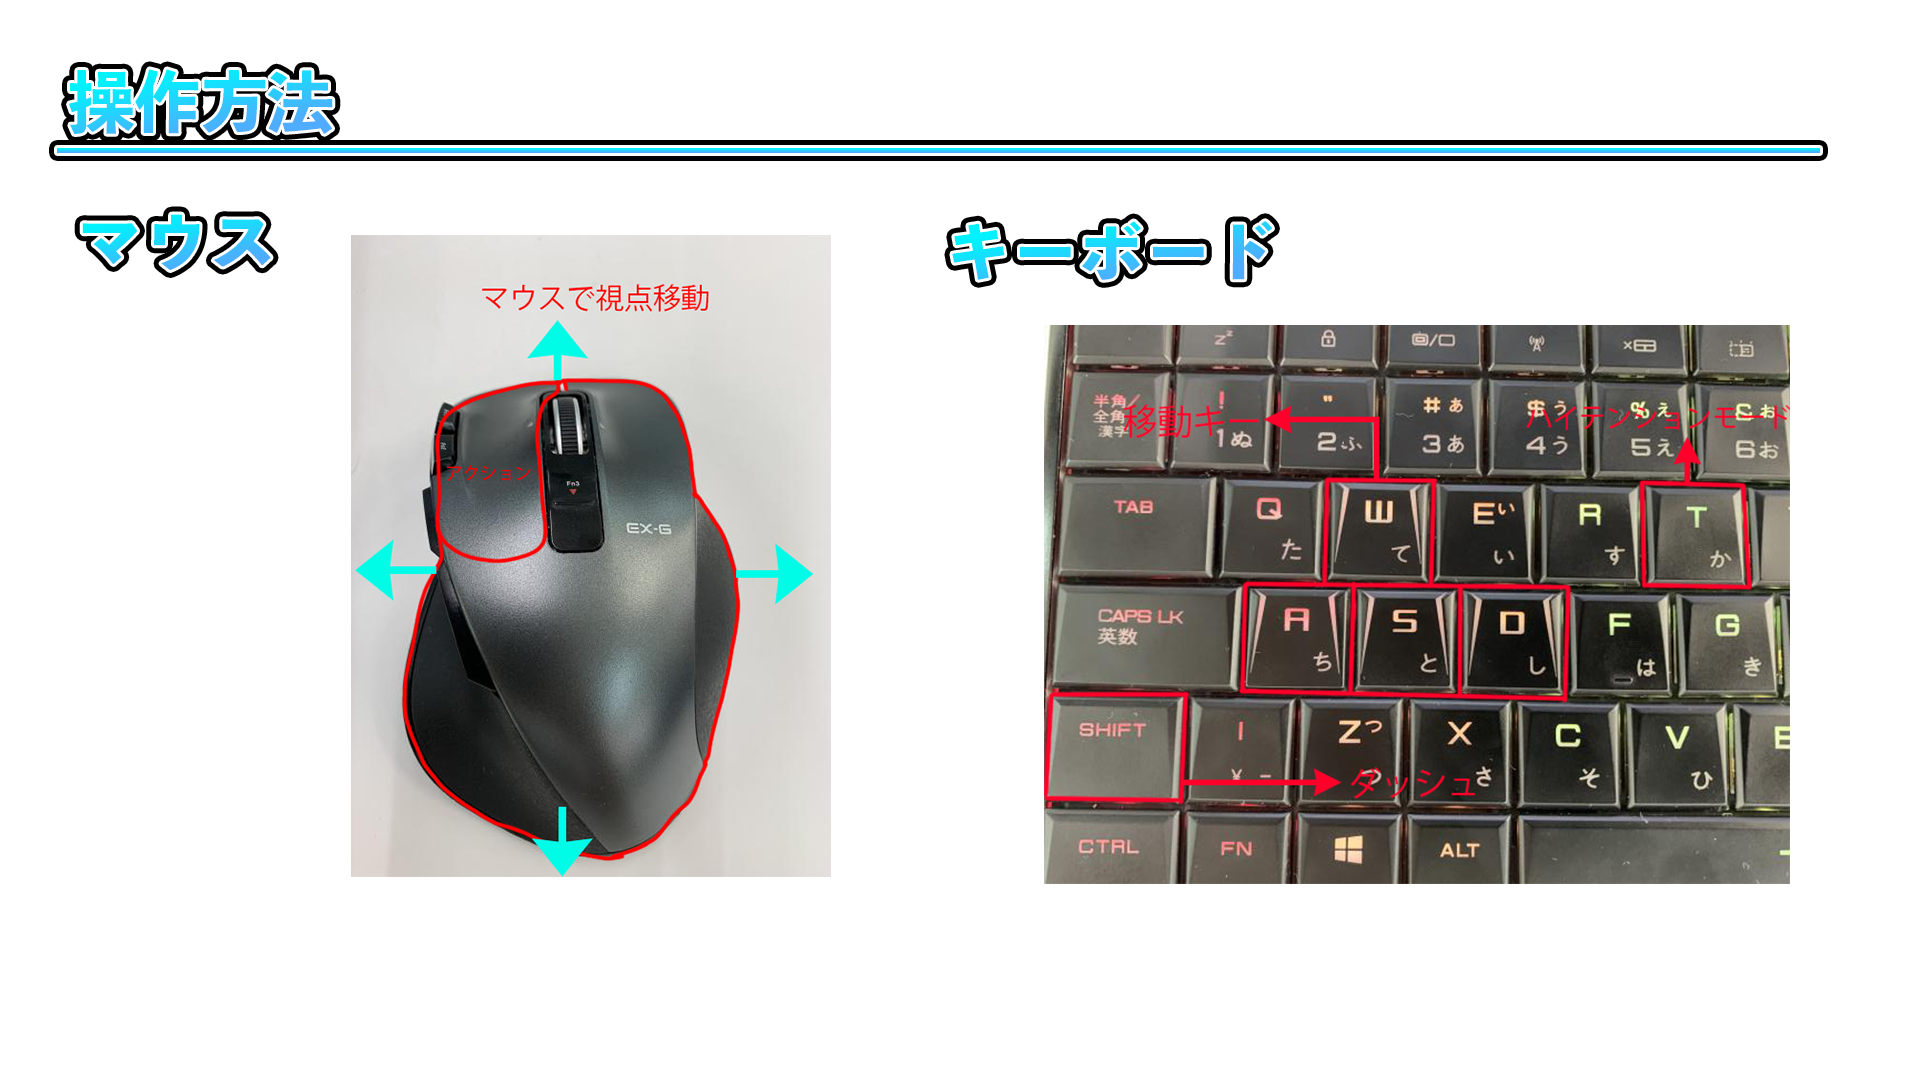 操作方法
マウス
キーボード
マウスで視点移動
アクション
Fn3
EX-G
zz
半角/
全角
漢字
! 1ぬ
" 2ふ
#ぁ 3あ
$ぅ 4う
%ぇ 5え
&ぉ 6お
移動キー
ハイテンションモード
TAB
Q た
W て
Eぃ い
R す
T か
CAPS LK
英数
A ち
S と
D し
F は
G き
SHIFT
Zっ つ
X さ
C そ
V ひ
ダッシュ
CTRL
FN
ALT